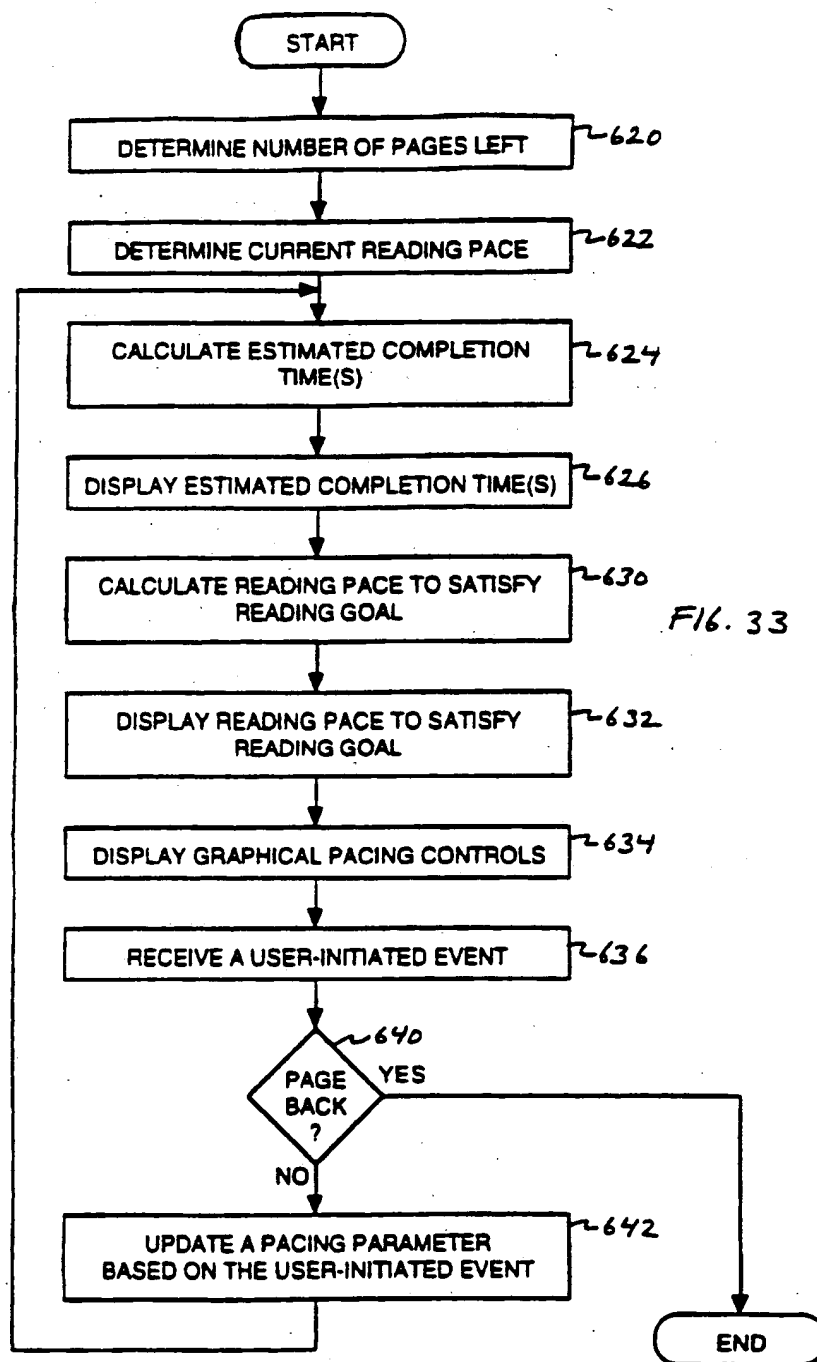 START
DETERMINE NUMBER OF PAGES LEFT
620
DETERMINE CURRENT READING PACE
622
CALCULATE ESTIMATED COMPLETION
TIME(S)
624
DISPLAY ESTIMATED COMPLETION TIME(S)
626
CALCULATE READING PACE TO SATISFY
READING GOAL
630
FIG. 33
DISPLAY READING PACE TO SATISFY
READING GOAL
632
DISPLAY GRAPHICAL PACING CONTROLS
634
RECEIVE A USER-INITIATED EVENT
636
640
PAGE
BACK
?
YES
NO
UPDATE A PACING PARAMETER
BASED ON THE USER-INITIATED EVENT
642
END